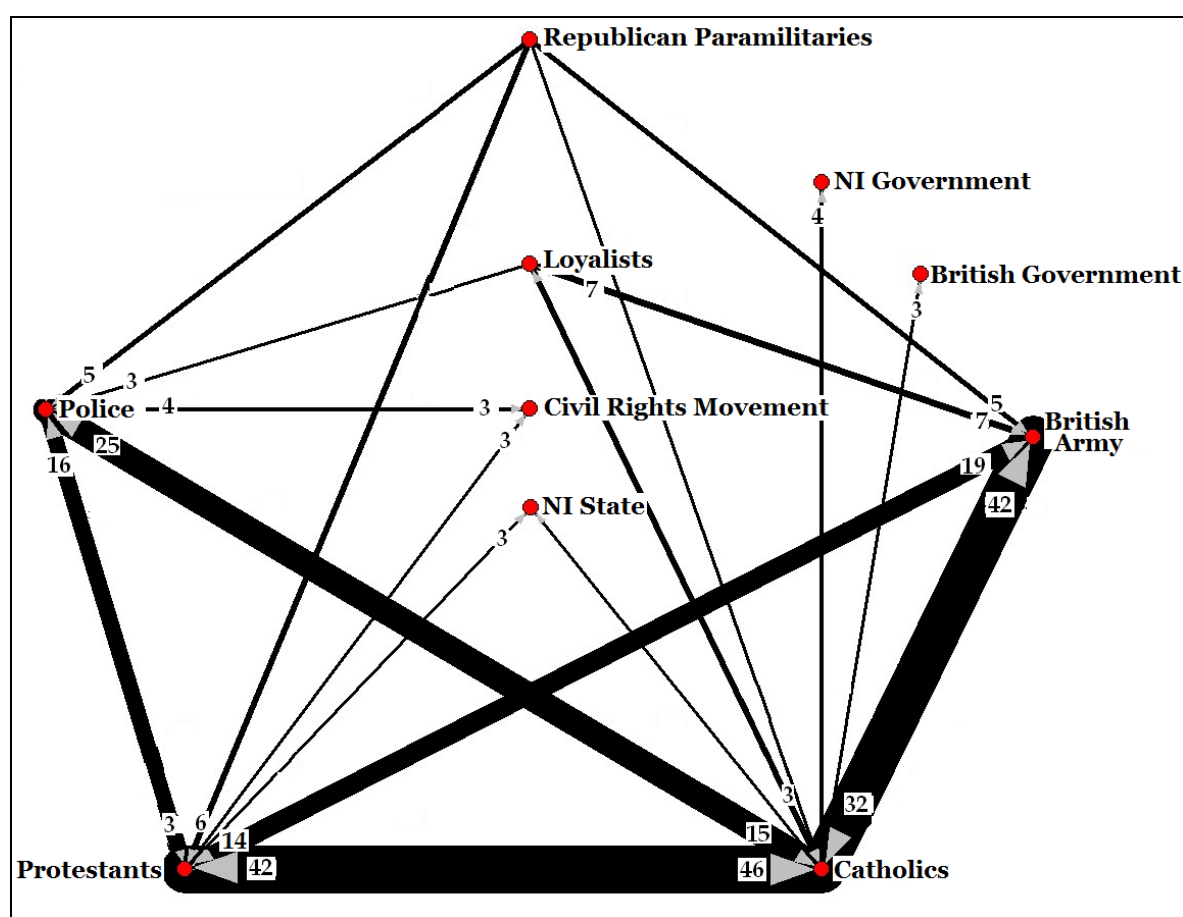 Republican Paramilitaries
NI Government
4
Loyalists
7
British Government
3
5
3
Police
4
3
Civil Rights Movement
5
7
British
Army
3
25
16
19
42
NI State
3
3
32
3
6
14
15
Protestants
42
46
Catholics